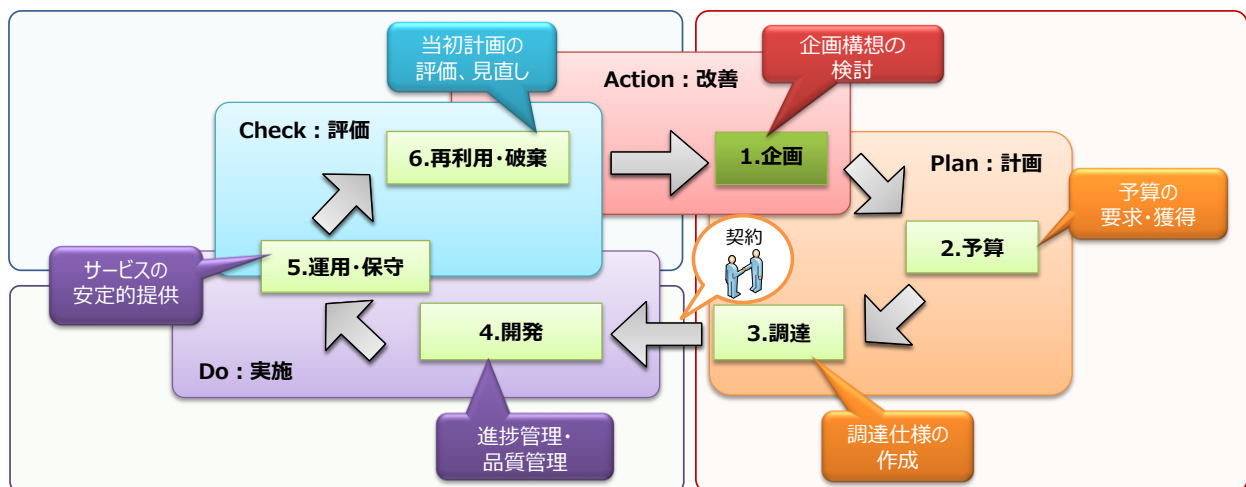 当初計画の
評価、見直し
企画構想の
検討
Action：改善
Check：評価
6.再利用・破棄
1.企画
Plan：計画
予算の
要求・獲得
契約
2.予算
サービスの
安定的提供
5.運用・保守
4.開発
3.調達
Do：実施
進捗管理・
品質管理
調達仕様の
作成